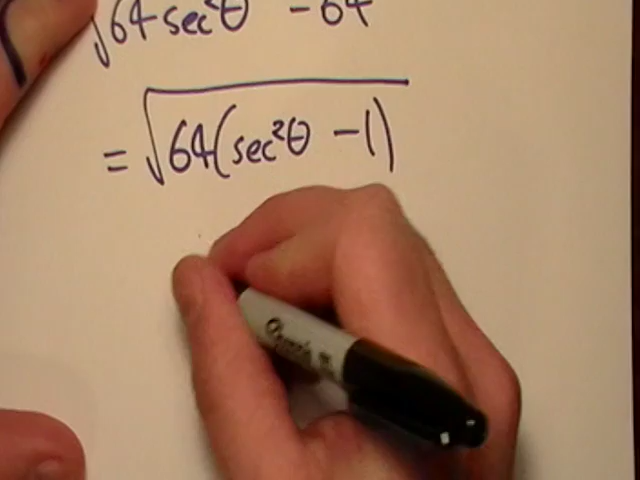 √64 sec²θ - 64
= √64(sec²θ - 1)